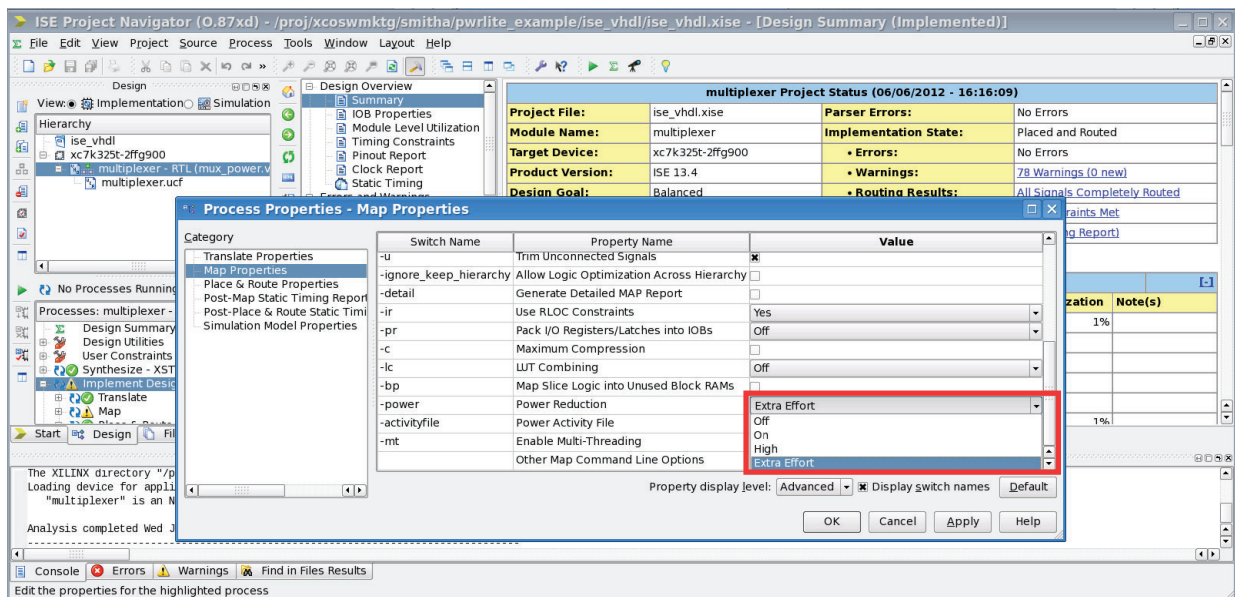 ISE Project Navigator (O.87xd) - /proj/xcoswmktg/smitha/pwrlite_example/ise_vhdl/ise_vhdl.xise - [Design Summary (Implemented)]
File Edit View Project Source Process Tools Window Layout Help
Design
View: Implementation Simulation
Hierarchy
ise_vhdl
xc7k325t-2ffg900
multiplexer - RTL (mux_power.v
multiplexer.ucf
No Processes Running
Processes: multiplexer -
Design Summary
Design Utilities
User Constraints
Synthesize - XST
Implement Desig
Translate
Map
Start Design Fil
Design Overview
Summary
IOB Properties
Module Level Utilization
Timing Constraints
Pinout Report
Clock Report
Static Timing
Errors and Warnings
multiplexer Project Status (06/06/2012 - 16:16:09)
Project File: ise_vhdl.xise Parser Errors: No Errors
Module Name: multiplexer Implementation State: Placed and Routed
Target Device: xc7k325t-2ffg900 • Errors: No Errors
Product Version: ISE 13.4 • Warnings: 78 Warnings (0 new)
Design Goal: Balanced • Routing Results: All Signals Completely Routed
raints Met
ng Report)
[-]
zation Note(s)
1%
1%
Process Properties - Map Properties
Category
Translate Properties
Map Properties
Place & Route Properties
Post-Map Static Timing Report
Post-Place & Route Static Timi
Simulation Model Properties
Switch Name Property Name Value
-u Trim Unconnected Signals
-ignore_keep_hierarchy Allow Logic Optimization Across Hierarchy
-detail Generate Detailed MAP Report
-ir Use RLOC Constraints Yes
-pr Pack I/O Registers/Latches into IOBs Off
-c Maximum Compression
-lc LUT Combining Off
-bp Map Slice Logic into Unused Block RAMs
-power Power Reduction Extra Effort
-activityfile Power Activity File Off
On
-mt Enable Multi-Threading High
Other Map Command Line Options Extra Effort
Property display level: Advanced Display switch names Default
OK Cancel Apply Help
The XILINX directory "/p
Loading device for appli
"multiplexer" is an N
Analysis completed Wed J
--------------------------------------------------------------------------------
Console Errors Warnings Find in Files Results
Edit the properties for the highlighted process